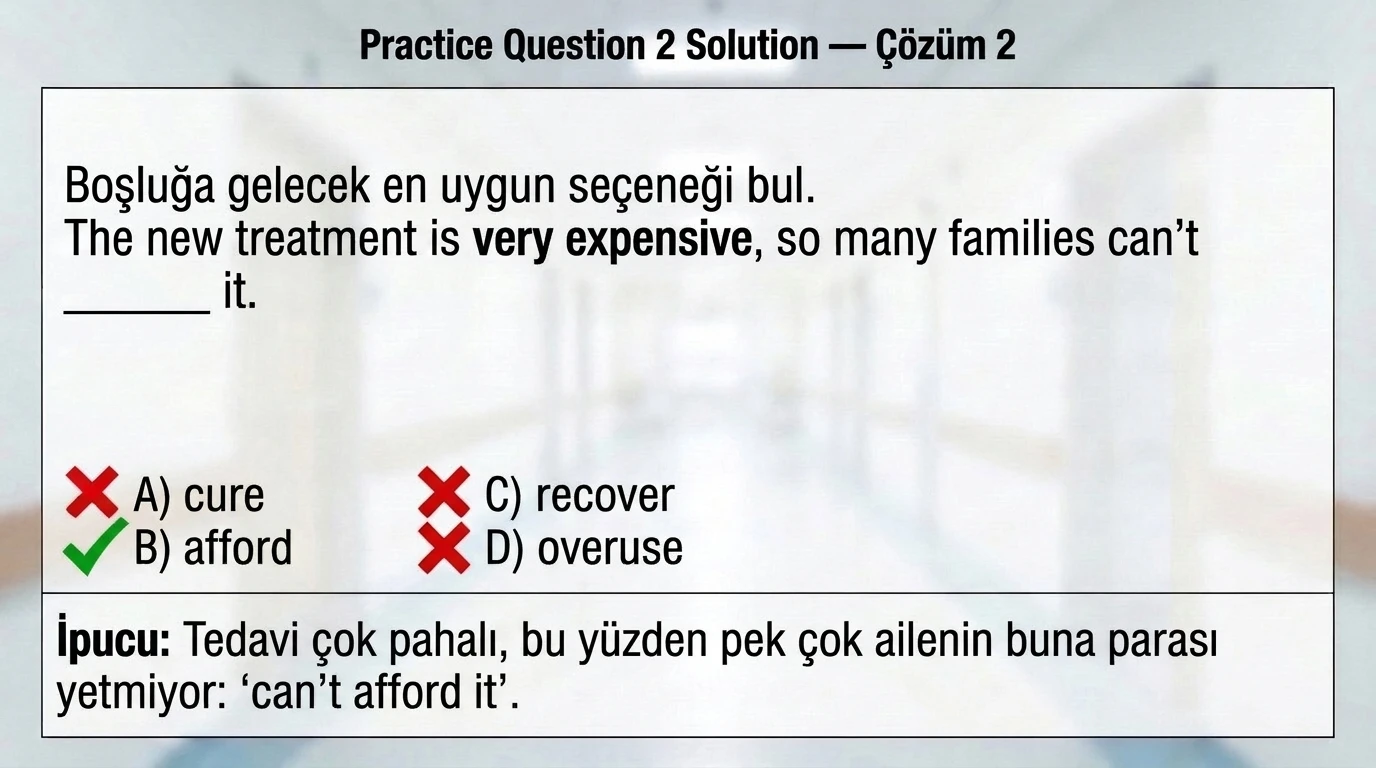 Practice Question 2 Solution — Çözüm 2
Boşluğa gelecek en uygun seçeneği bul.
The new treatment is very expensive, so many families can’t
_______ it.
A) cure
B) afford
C) recover
D) overuse
İpucu: Tedavi çok pahalı, bu yüzden pek çok ailenin buna parası
yetmiyor: ‘can’t afford it’.